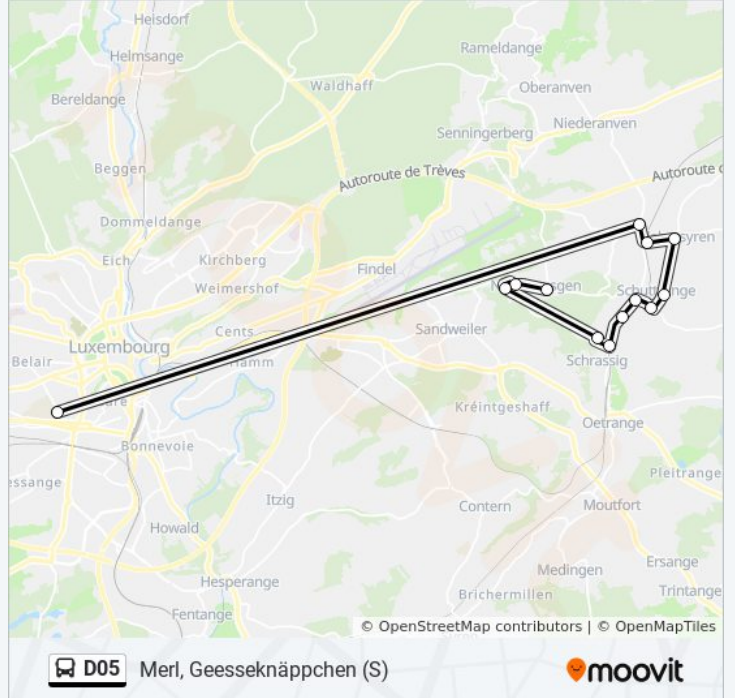 Heisdorf
Helmsange
Rameldange
Waldhaff
Oberanven
Bereldange
Niederanven
Senningerberg
Beggen
Autoroute de Trèves
Autoroute
Dommeldange
Eich
Kirchberg
Findel
Weimershof
Cents
Sandweiler
Luxembourg
Belair
Schrassig
Kréintgeshaff
Oetrange
Bonnevoie
Pleitrange
Itzig
Contern
Moutfort
Howald
Ersange
Medingen
Hesperange
Trintange
Brichermillen
Fentange
© OpenStreetMap contributors | © OpenMapTiles
D05 Merl, Geesseknäppchen (S)
moovit